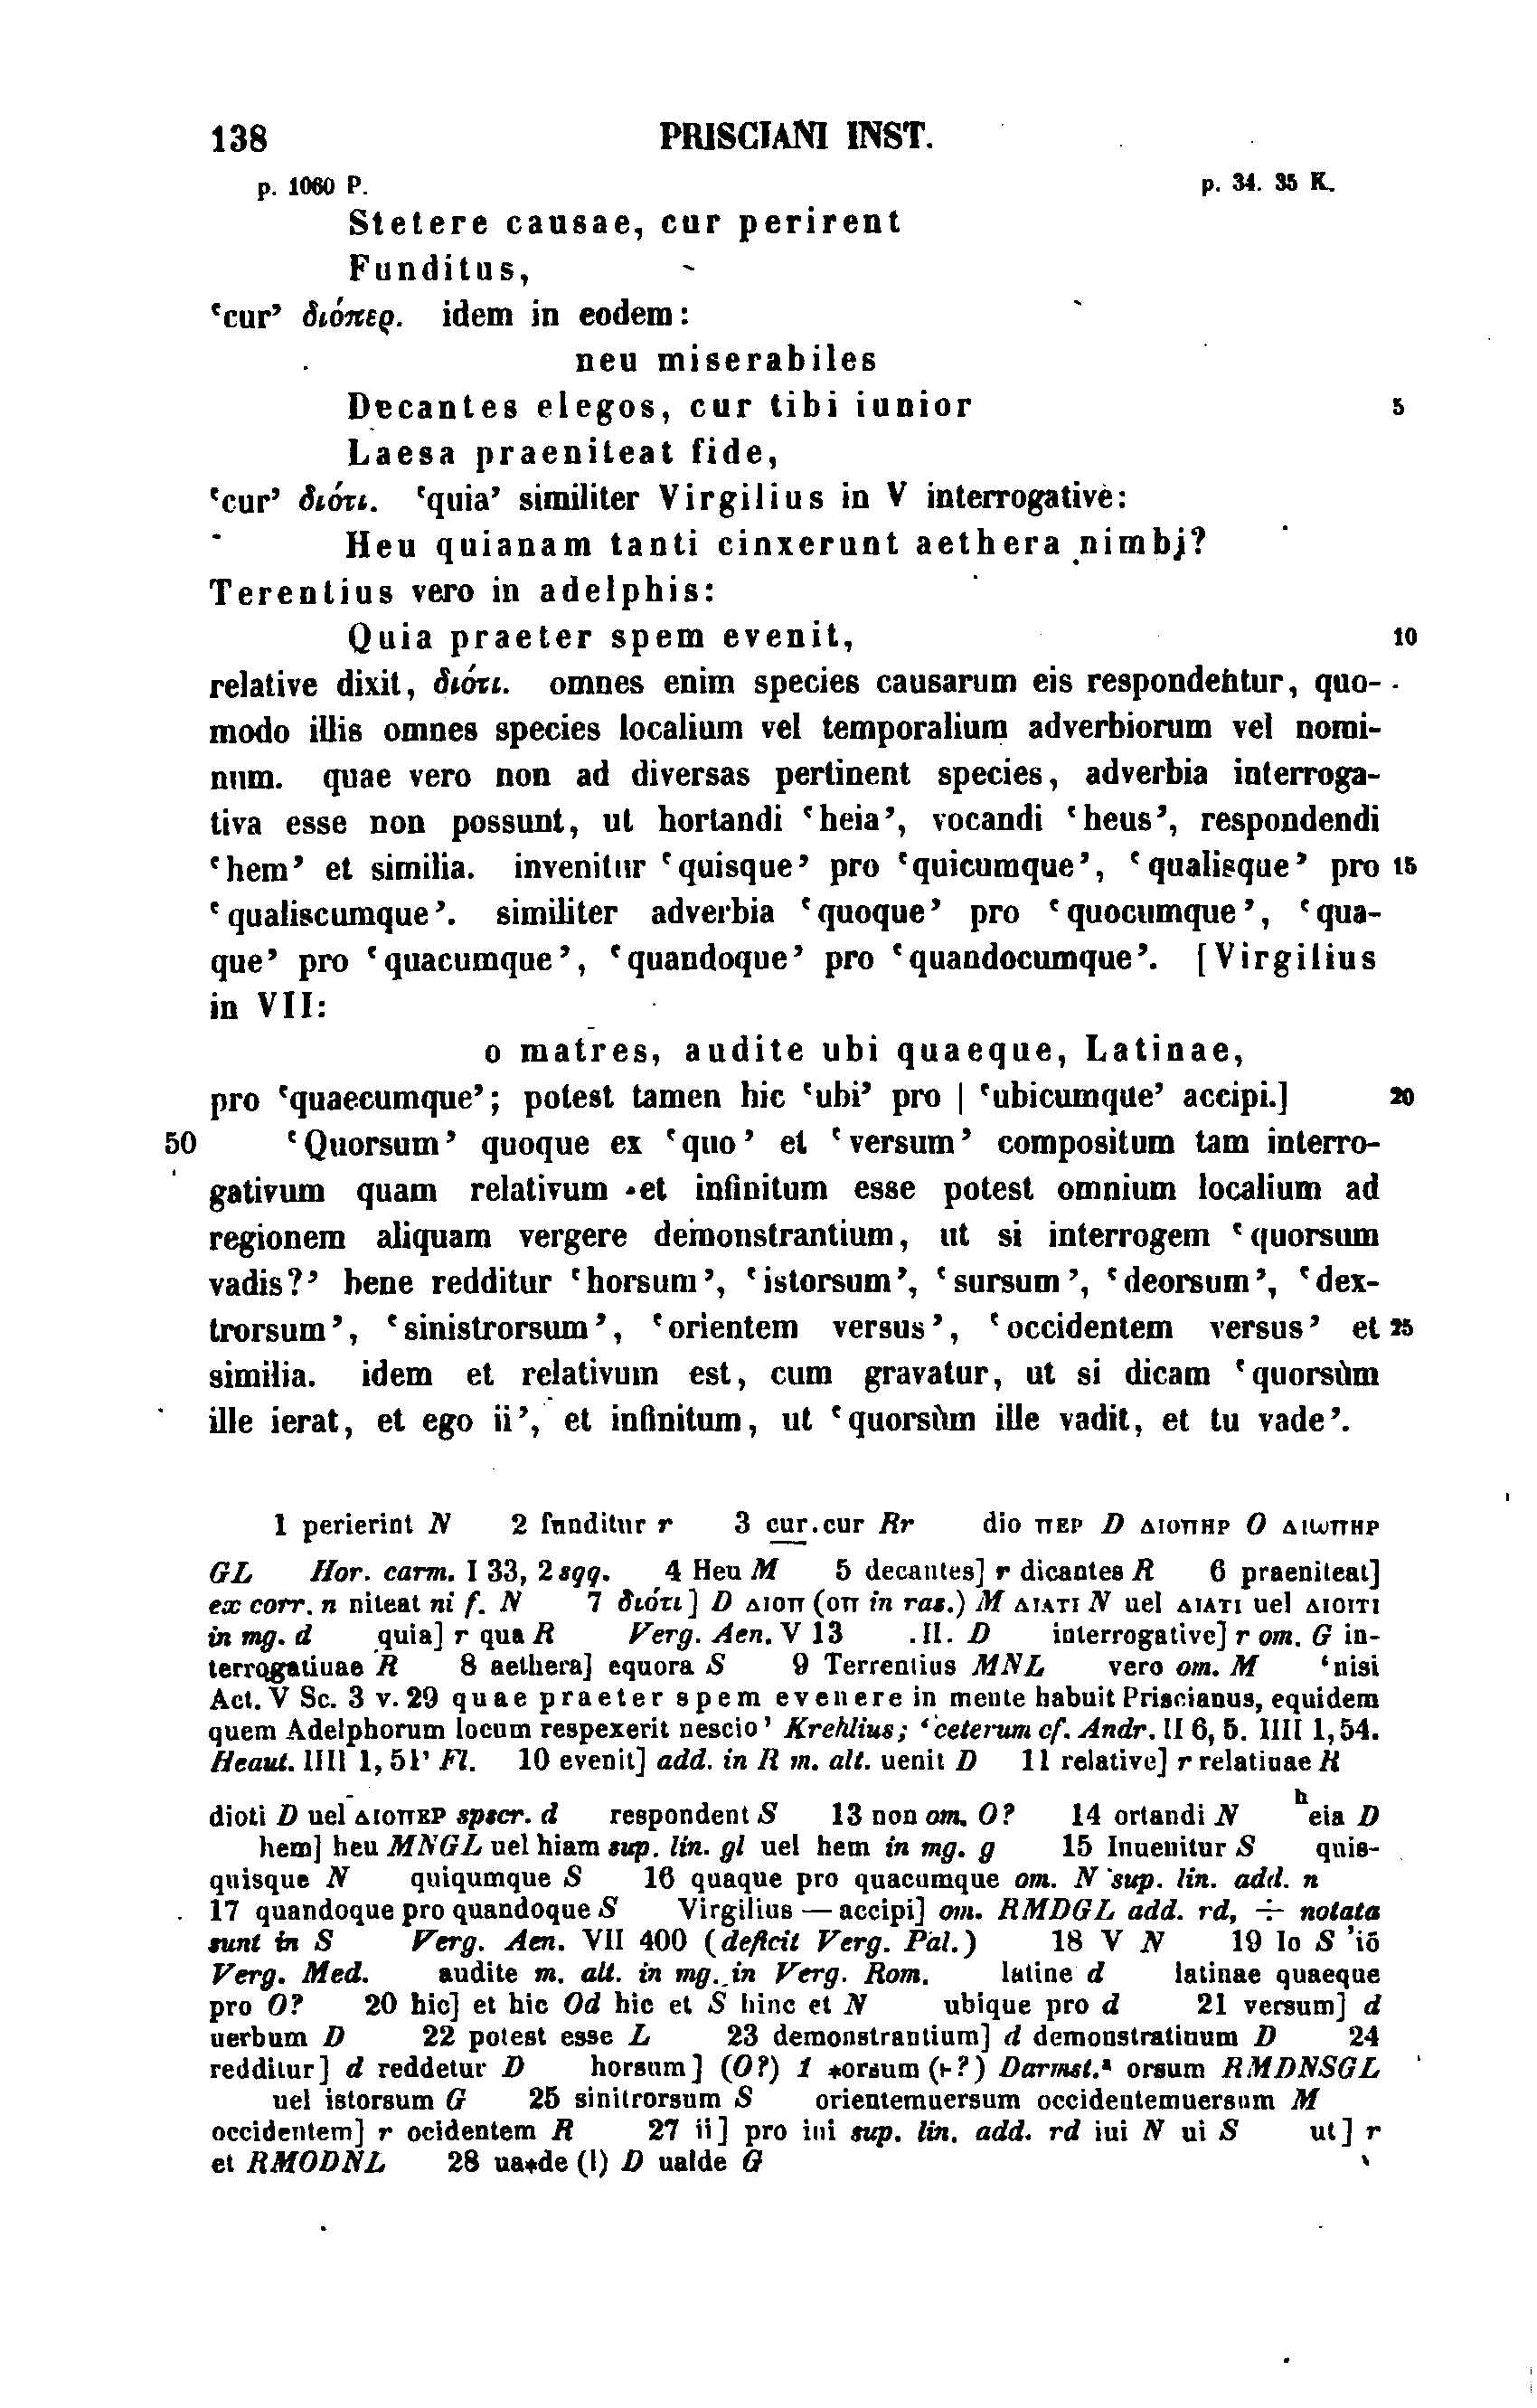 138 PRISCIANI INST.
p. 1060 P. p. 34. 35 K.
Stetere causae, cur perirent
Funditus,
‘cur’ διόπερ. idem in eodem:
neu miserabiles
Decantes elegos, cur tibi iunior 5
Laesa praeniteat fide,
‘cur’ διότι. ‘quia’ similiter Virgilius in V interrogative:
Heu quianam tanti cinxerunt aethera nimbi?
Terentius vero in adelphis:
Quia praeter spem evenit, 10
relative dixit, διότι. omnes enim species causarum eis respondentur, quo-
modo illis omnes species localium vel temporalium adverbiorum vel nomi-
num. quae vero non ad diversas pertinent species, adverbia interroga-
tiva esse non possunt, ut hortandi ‘heia’, vocandi ‘heus’, respondendi
‘hem’ et similia. invenitur ‘quisque’ pro ‘quicumque’, ‘qualisque’ pro 15
‘qualiscumque’. similiter adverbia ‘quoque’ pro ‘quocumque’, ‘qua-
que’ pro ‘quacumque’, ‘quandoque’ pro ‘quandocumque’. [Virgilius
in VII:
o matres, audite ubi quaeque, Latinae,
pro ‘quaecumque’; potest tamen hic ‘ubi’ pro | ‘ubicumque’ accipi.] 20
50 ‘Quorsum’ quoque ex ‘quo’ et ‘versum’ compositum tam interro-
gativum quam relativum et infinitum esse potest omnium localium ad
regionem aliquam vergere demonstrantium, ut si interrogem ‘quorsum
vadis?’ bene redditur ‘horsum’, ‘istorsum’, ‘sursum’, ‘deorsum’, ‘dex-
trorsum’, ‘sinistrorsum’, ‘orientem versus’, ‘occidentem versus’ et 25
similia. idem et relativum est, cum gravatur, ut si dicam ‘quorsùm
ille ierat, et ego ii’, et infinitum, ut ‘quorsùm ille vadit, et tu vade’.
1 perierint N 2 funditur r 3 cur.cur Rr dio πΕΡ D ΔΙΟΠΗΡ O ΔΙωΠΗΡ
GL Hor. carm. I 33, 2 sqq. 4 Heu M 5 decantes] r dicantes R 6 praeniteat]
ex corr. n niteat ni f. N 7 διότι] D ΔΙΟΠ (ΟΠ in ras.) M ΔΙΑΤΙ N uel ΔΙΑΤΙ uel ΔΙΟΙΤΙ
in mg. d quia] r qua R Verg. Aen. V 13 .II. D interrogative] r om. G in-
terrogatiuae R 8 aethera] equora S 9 Terrentius MNL vero om. M ‘nisi
Act. V Sc. 3 v. 29 quae praeter spem evenere in mente habuit Priscianus, equidem
quem Adelphorum locum respexerit nescio’ Krehlius; ‘ceterum cf. Andr. II 6, 5. IIII 1, 54.
Heaut. IIII 1, 51’ Fl. 10 evenit] add. in R m. alt. uenit D 11 relative] r relatiuae R
dioti D uel ΔΙΟΠΕΡ spscr. d respondent S 13 non om. O? 14 ortandi N heia D
hem] heu MNGL uel hiam sup. lin. gl uel hem in mg. g 15 Inuenitur S quis-
quisque N quiqumque S 16 quaque pro quacumque om. N sup. lin. add. n
17 quandoque pro quandoque S Virgilius — accipi] om. RMDGL add. rd, ÷ notata
sunt in S Verg. Aen. VII 400 (deficit Verg. Pal.) 18 V N 19 Io S ’iō
Verg. Med. audite m. alt. in mg. in Verg. Rom. latine d latinae quaeque
pro O? 20 hic] et hic Od hic et S hinc et N ubique pro d 21 versum] d
uerbum D 22 potest esse L 23 demonstrantium] d demonstratiuum D 24
redditur] d reddetur D horsum] (O?) 1 *orsum (⊢?) Darmst.² orsum RMDNSGL
uel istorsum G 25 sinitrorsum S orientemuersum occidentemuersum M
occidentem] r ocidentem R 27 ii] pro iui sup. lin. add. rd iui N ui S ut] r
et RMODNL 28 ua*de (l) D ualde G